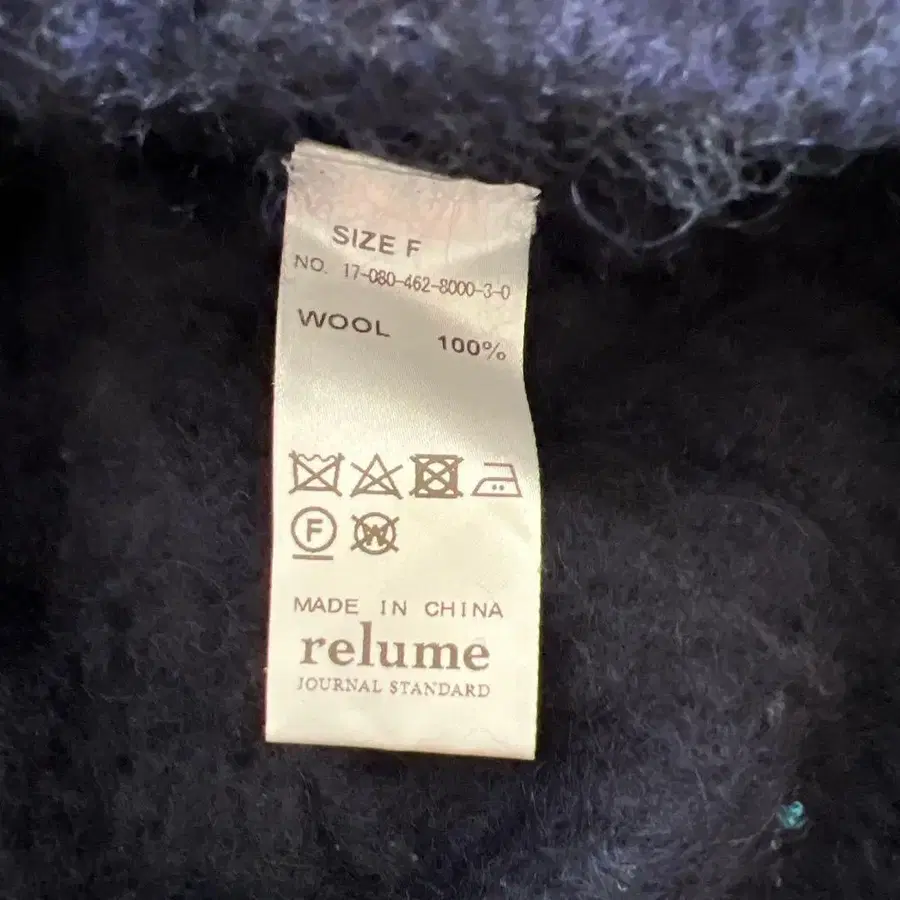 SIZE F
NO. 17-080-462-8000-3-0
WOOL 100%
F W
MADE IN CHINA
relume
JOURNAL STANDARD